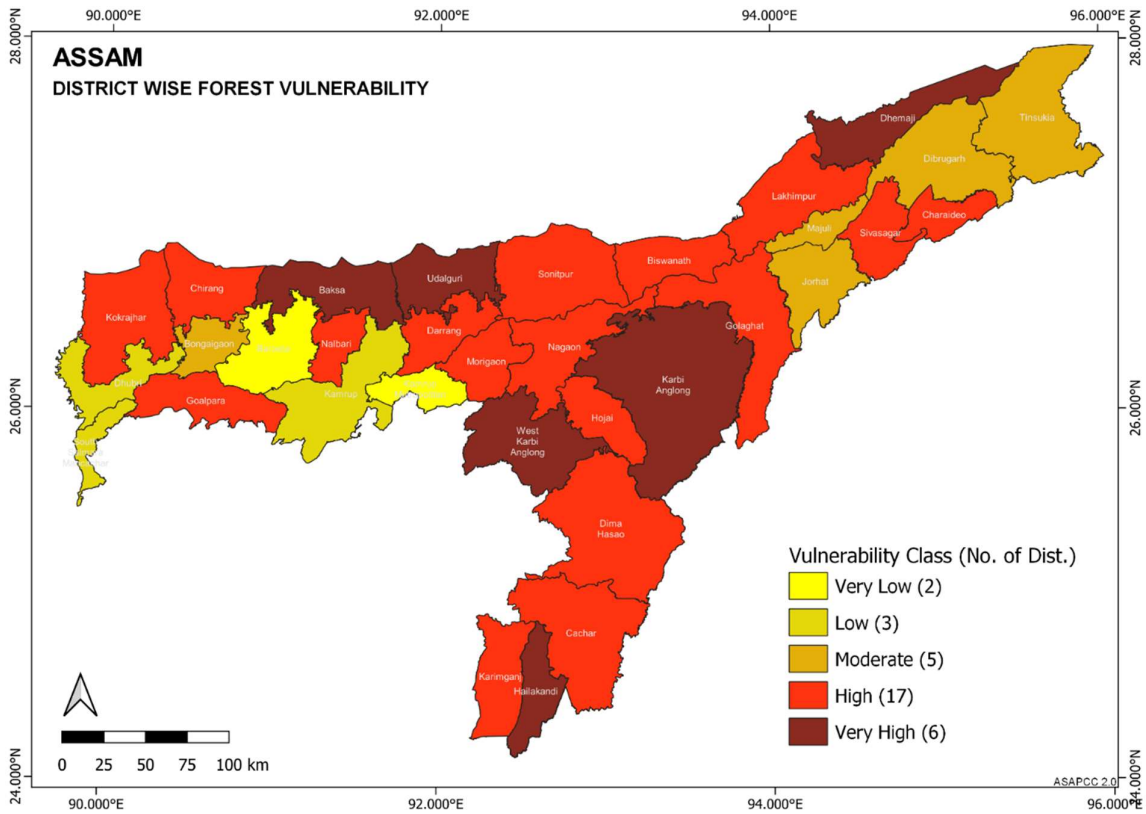 90.000°E 92.000°E 94.000°E 96.000°E
28.000°N
28.000°N
ASSAM
DISTRICT WISE FOREST VULNERABILITY
Tinsukia
Dhemaji
Dibrugarh
Lakhimpur
Charaideo
Majuli
Sivasagar
Biswanath
Sonitpur
Udalguri
Jorhat
Chirang
Baksa
Kokrajhar
Golaghat
Darrang
Bongaigaon
Nalbari
Nagaon
Morigaon
Dhubri
Karbi
Anglong
Kamrup
Goalpara
26.000°N
26.000°N
Hojai
West
Karbi
Anglong
South
Dima
Hasao
Cachar
Karimganj
Hailakandi
Vulnerability Class (No. of Dist.)
Very Low (2)
Low (3)
Moderate (5)
High (17)
Very High (6)
0 25 50 75 100 km
ASAPCC 2.0
24.000°N
24.000°N
90.000°E 92.000°E 94.000°E 96.000°E